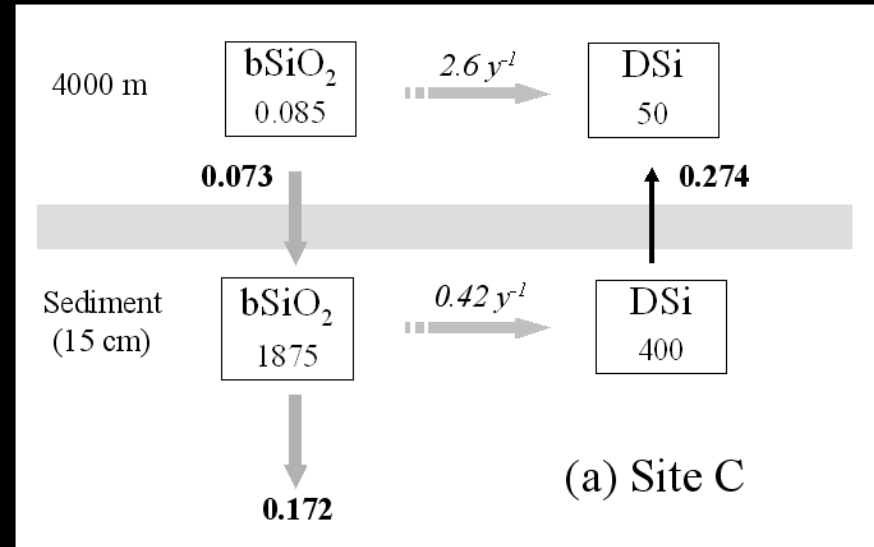 4000 m
bSiO₂
0.085
2.6 y⁻¹
DSi
50
0.073
0.274
Sediment
(15 cm)
bSiO₂
1875
0.42 y⁻¹
DSi
400
0.172
(a) Site C